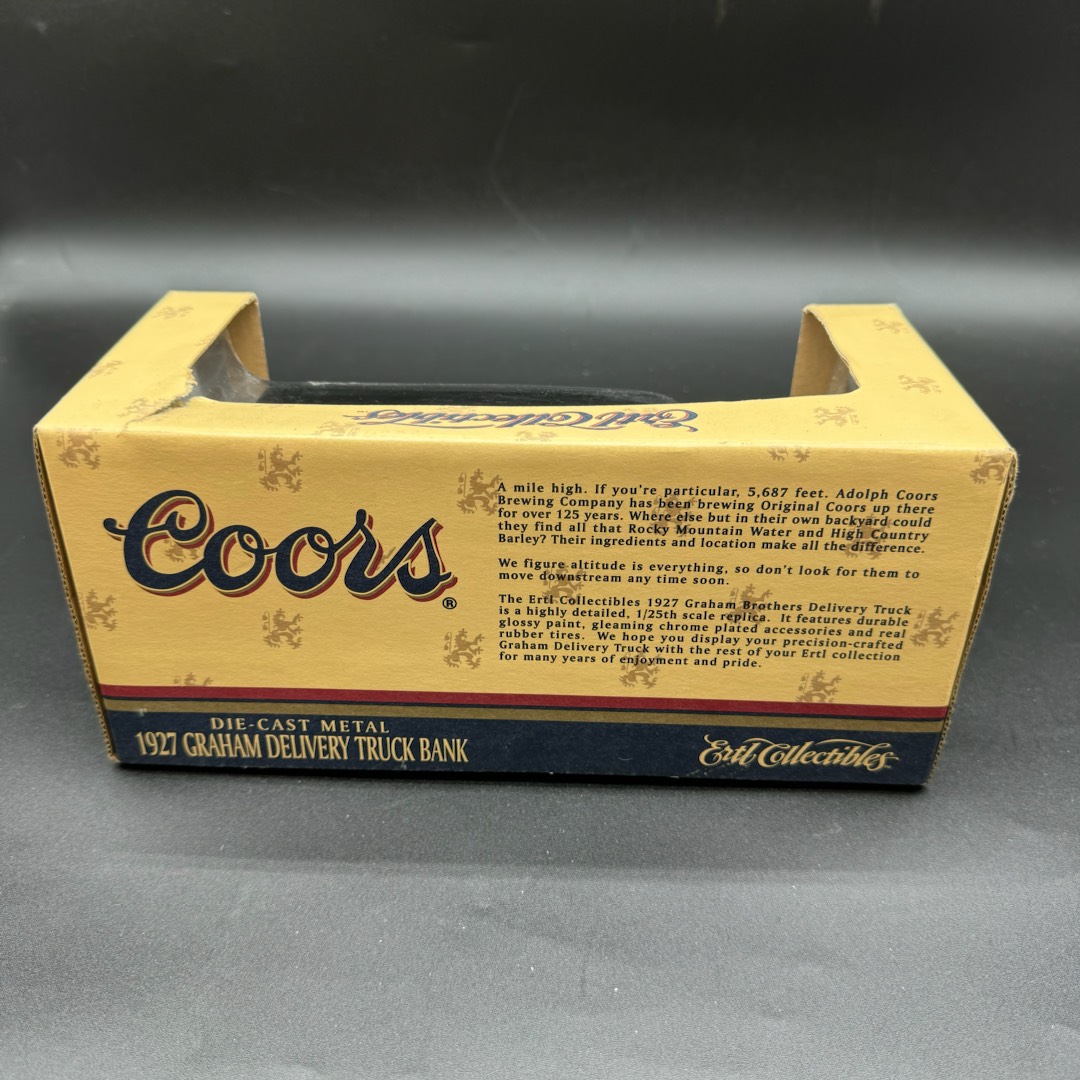 Ertl Collectibles
Coors®
A mile high. If you're particular, 5,687 feet. Adolph Coors
Brewing Company has been brewing Original Coors up there
for over 125 years. Where else but in their own backyard could
they find all that Rocky Mountain Water and High Country
Barley? Their ingredients and location make all the difference.
We figure altitude is everything, so don't look for them to
move downstream any time soon.
The Ertl Collectibles 1927 Graham Brothers Delivery Truck
is a highly detailed, 1/25th scale replica. It features durable
glossy paint, gleaming chrome plated accessories and real
rubber tires. We hope you display your precision-crafted
Graham Delivery Truck with the rest of your Ertl collection
for many years of enjoyment and pride.
DIE-CAST METAL
1927 GRAHAM DELIVERY TRUCK BANK
Ertl Collectibles